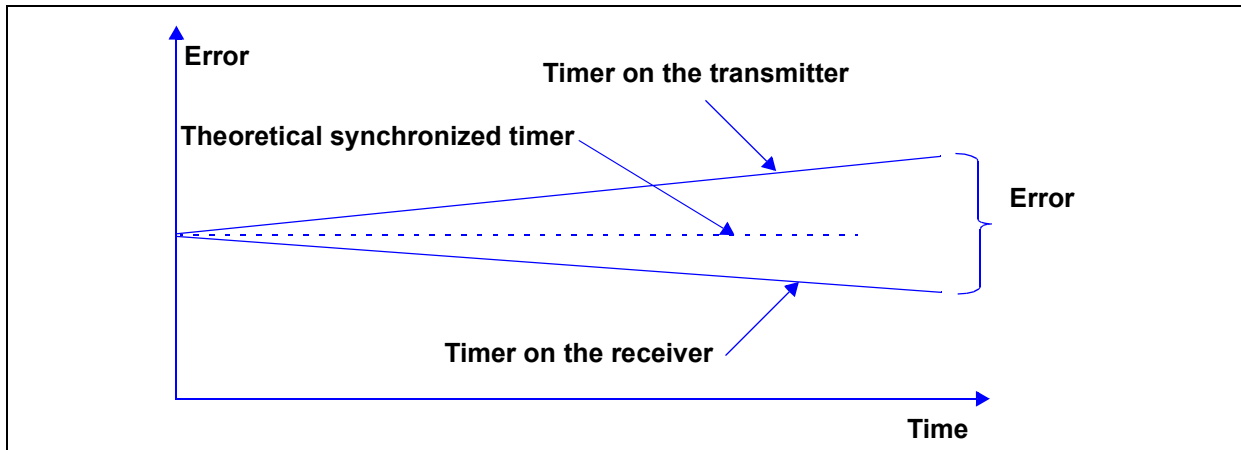 Error
Timer on the transmitter
Theoretical synchronized timer
Error
Timer on the receiver
Time